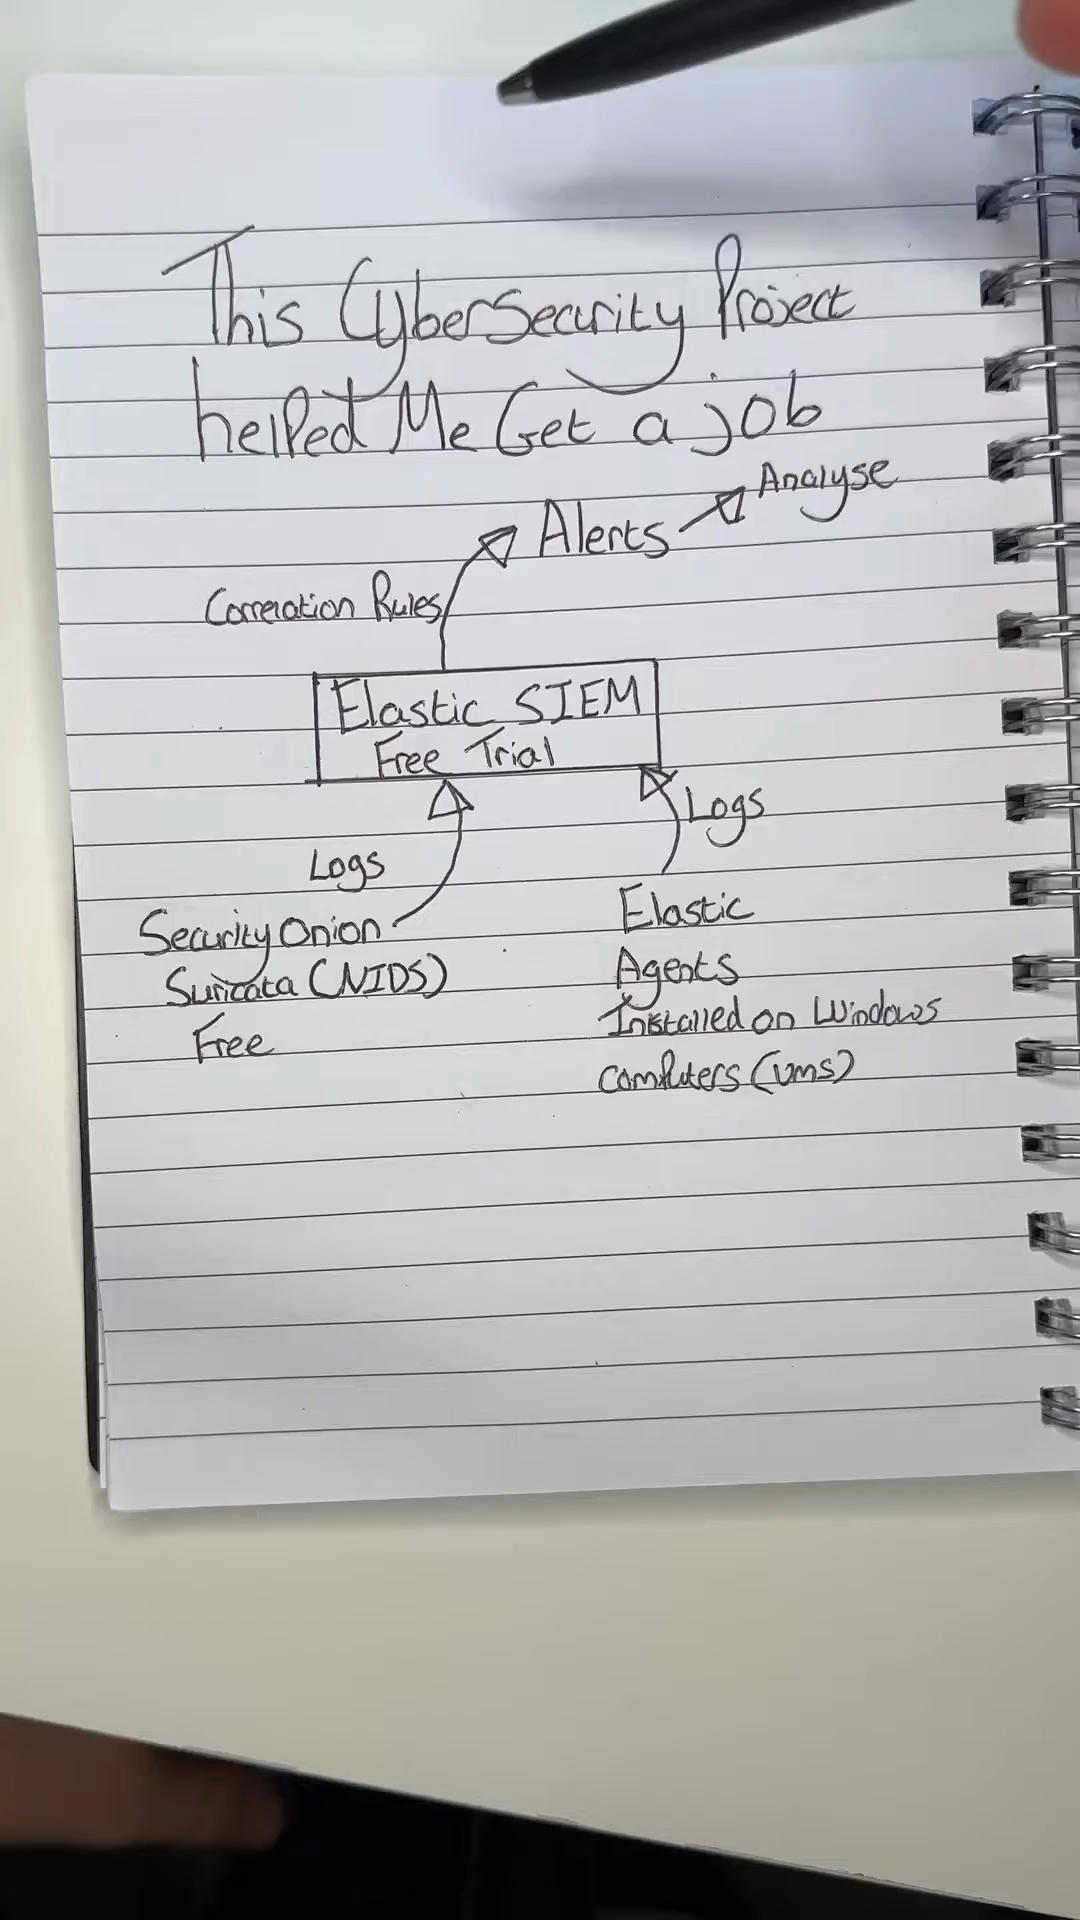 This CyberSecurity Project
helped Me Get a job
Analyse
Alerts
Correration Rules
Elastic SIEM
Free Trial
Logs
Logs
Security Onion
Suricata (NIDS)
Free
Elastic
Agents
Installed on Windows
computers (vms)